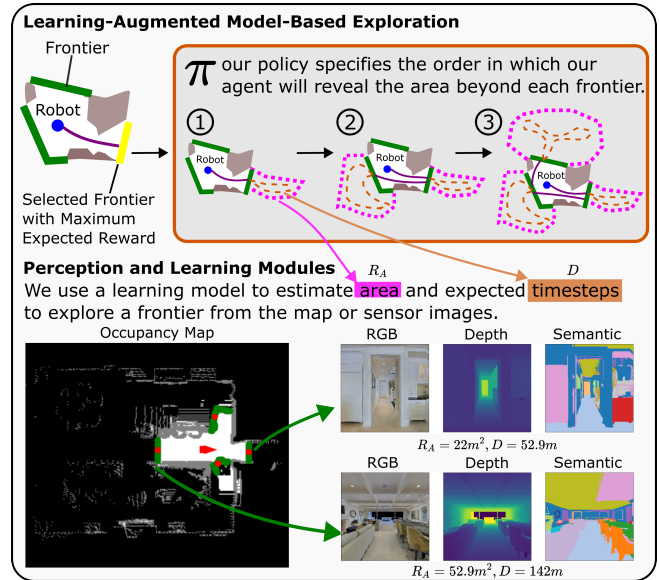 Learning-Augmented Model-Based Exploration
Frontier
Robot
Selected Frontier
with Maximum
Expected Reward
π our policy specifies the order in which our
agent will reveal the area beyond each frontier.
1 2 3
Robot
Robot
Robot
R_A D
Perception and Learning Modules
We use a learning model to estimate area and expected timesteps
to explore a frontier from the map or sensor images.
Occupancy Map
RGB Depth Semantic
R_A = 22m², D = 52.9m
RGB Depth Semantic
R_A = 52.9m², D = 142m